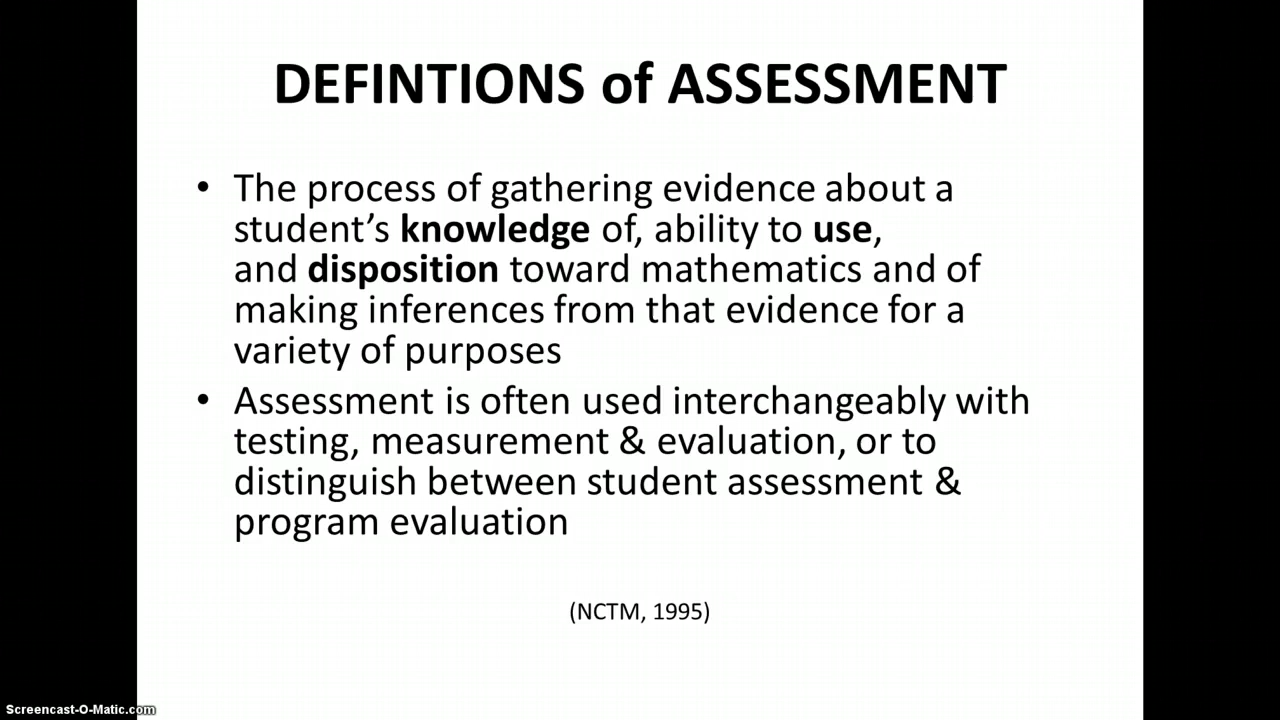 DEFINTIONS of ASSESSMENT
• The process of gathering evidence about a
student’s knowledge of, ability to use,
and disposition toward mathematics and of
making inferences from that evidence for a
variety of purposes
• Assessment is often used interchangeably with
testing, measurement & evaluation, or to
distinguish between student assessment &
program evaluation
(NCTM, 1995)
Screencast-O-Matic.com